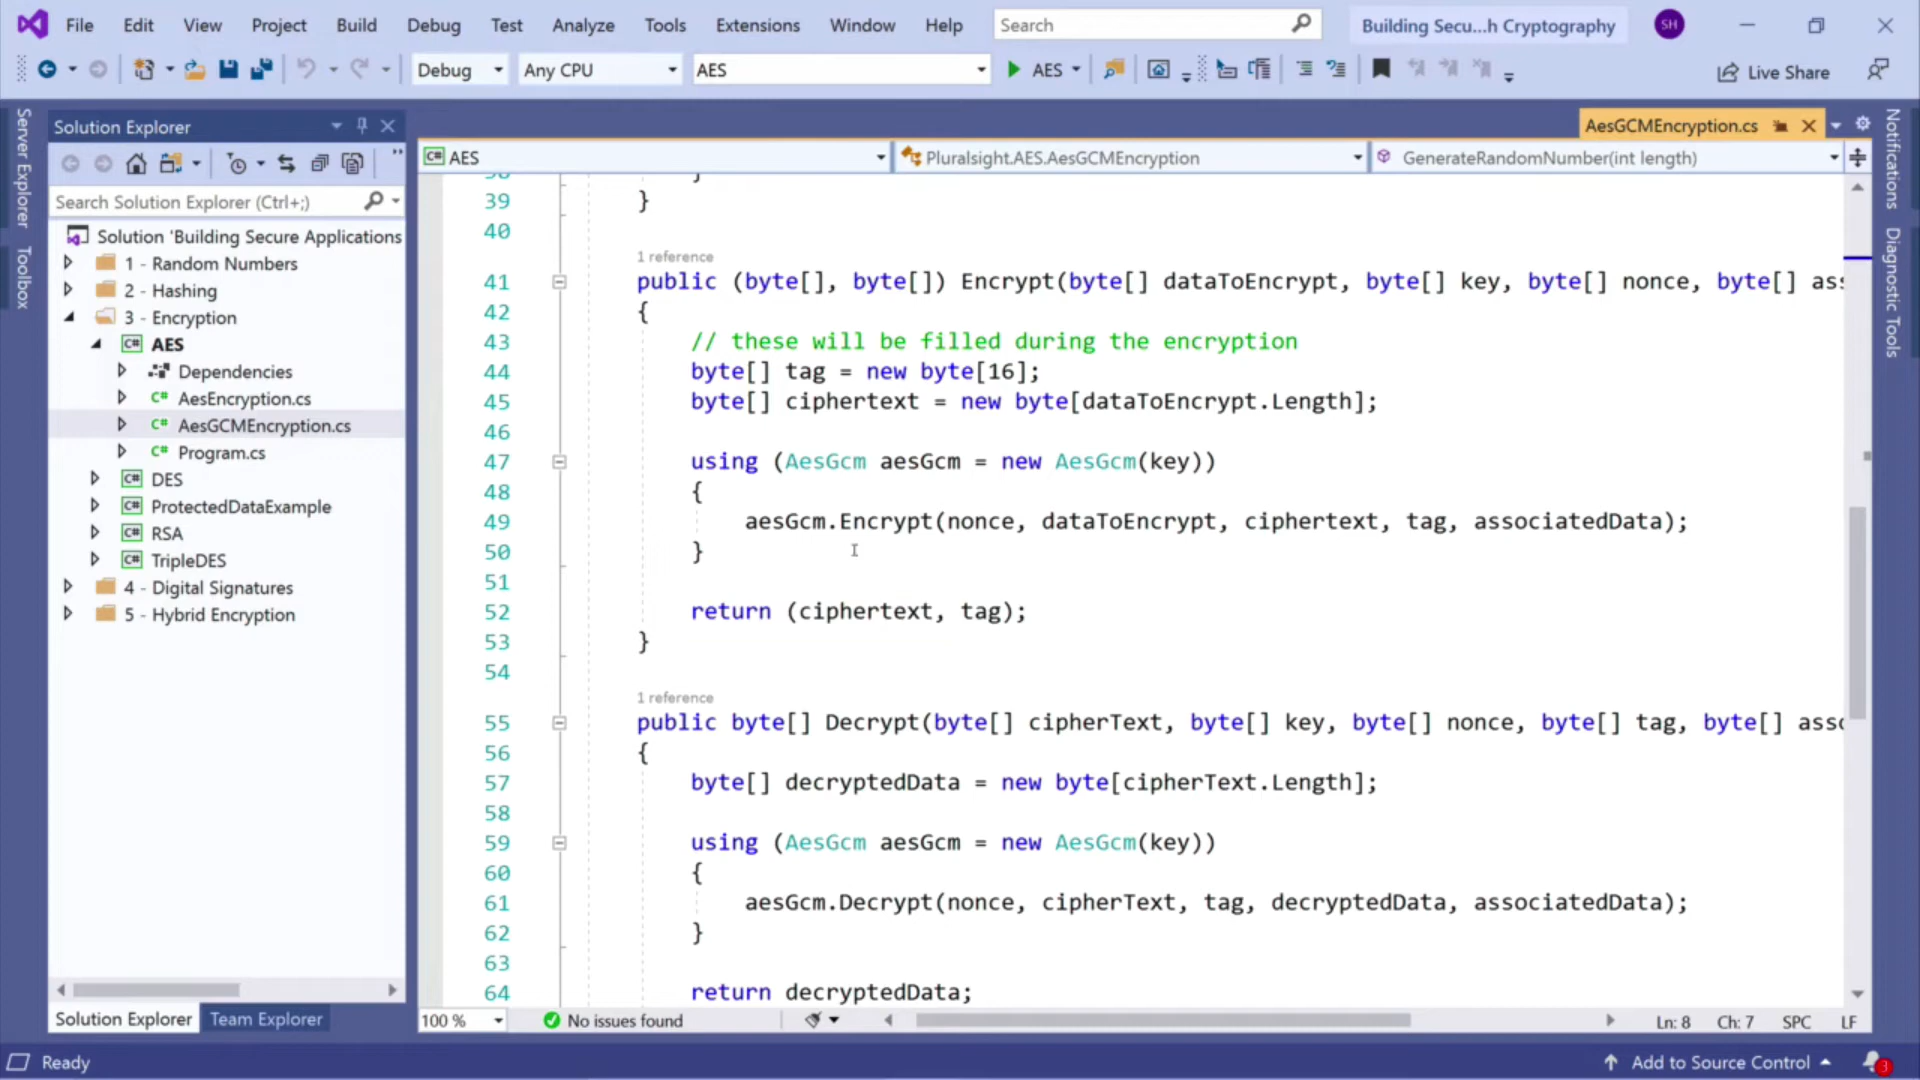 File Edit View Project Build Debug Test Analyze Tools Extensions Window Help Search Building Secu...h Cryptography SH
Debug Any CPU AES AES Live Share
Server Explorer
Toolbox
Solution Explorer
Search Solution Explorer (Ctrl+;)
Solution 'Building Secure Applications
1 - Random Numbers
2 - Hashing
3 - Encryption
C# AES
Dependencies
C# AesEncryption.cs
C# AesGCMEncryption.cs
C# Program.cs
C# DES
C# ProtectedDataExample
C# RSA
C# TripleDES
4 - Digital Signatures
5 - Hybrid Encryption
Solution Explorer Team Explorer
AesGCMEncryption.cs
C# AES Pluralsight.AES.AesGCMEncryption GenerateRandomNumber(int length)
38 }
39 }
40
1 reference
41 public (byte[], byte[]) Encrypt(byte[] dataToEncrypt, byte[] key, byte[] nonce, byte[] ass
42 {
43 // these will be filled during the encryption
44 byte[] tag = new byte[16];
45 byte[] ciphertext = new byte[dataToEncrypt.Length];
46
47 using (AesGcm aesGcm = new AesGcm(key))
48 {
49 aesGcm.Encrypt(nonce, dataToEncrypt, ciphertext, tag, associatedData);
50 }
51
52 return (ciphertext, tag);
53 }
54
1 reference
55 public byte[] Decrypt(byte[] cipherText, byte[] key, byte[] nonce, byte[] tag, byte[] asso
56 {
57 byte[] decryptedData = new byte[cipherText.Length];
58
59 using (AesGcm aesGcm = new AesGcm(key))
60 {
61 aesGcm.Decrypt(nonce, cipherText, tag, decryptedData, associatedData);
62 }
63
64 return decryptedData;
100 % No issues found Ln: 8 Ch: 7 SPC LF
Notifications
Diagnostic Tools
Ready Add to Source Control 3